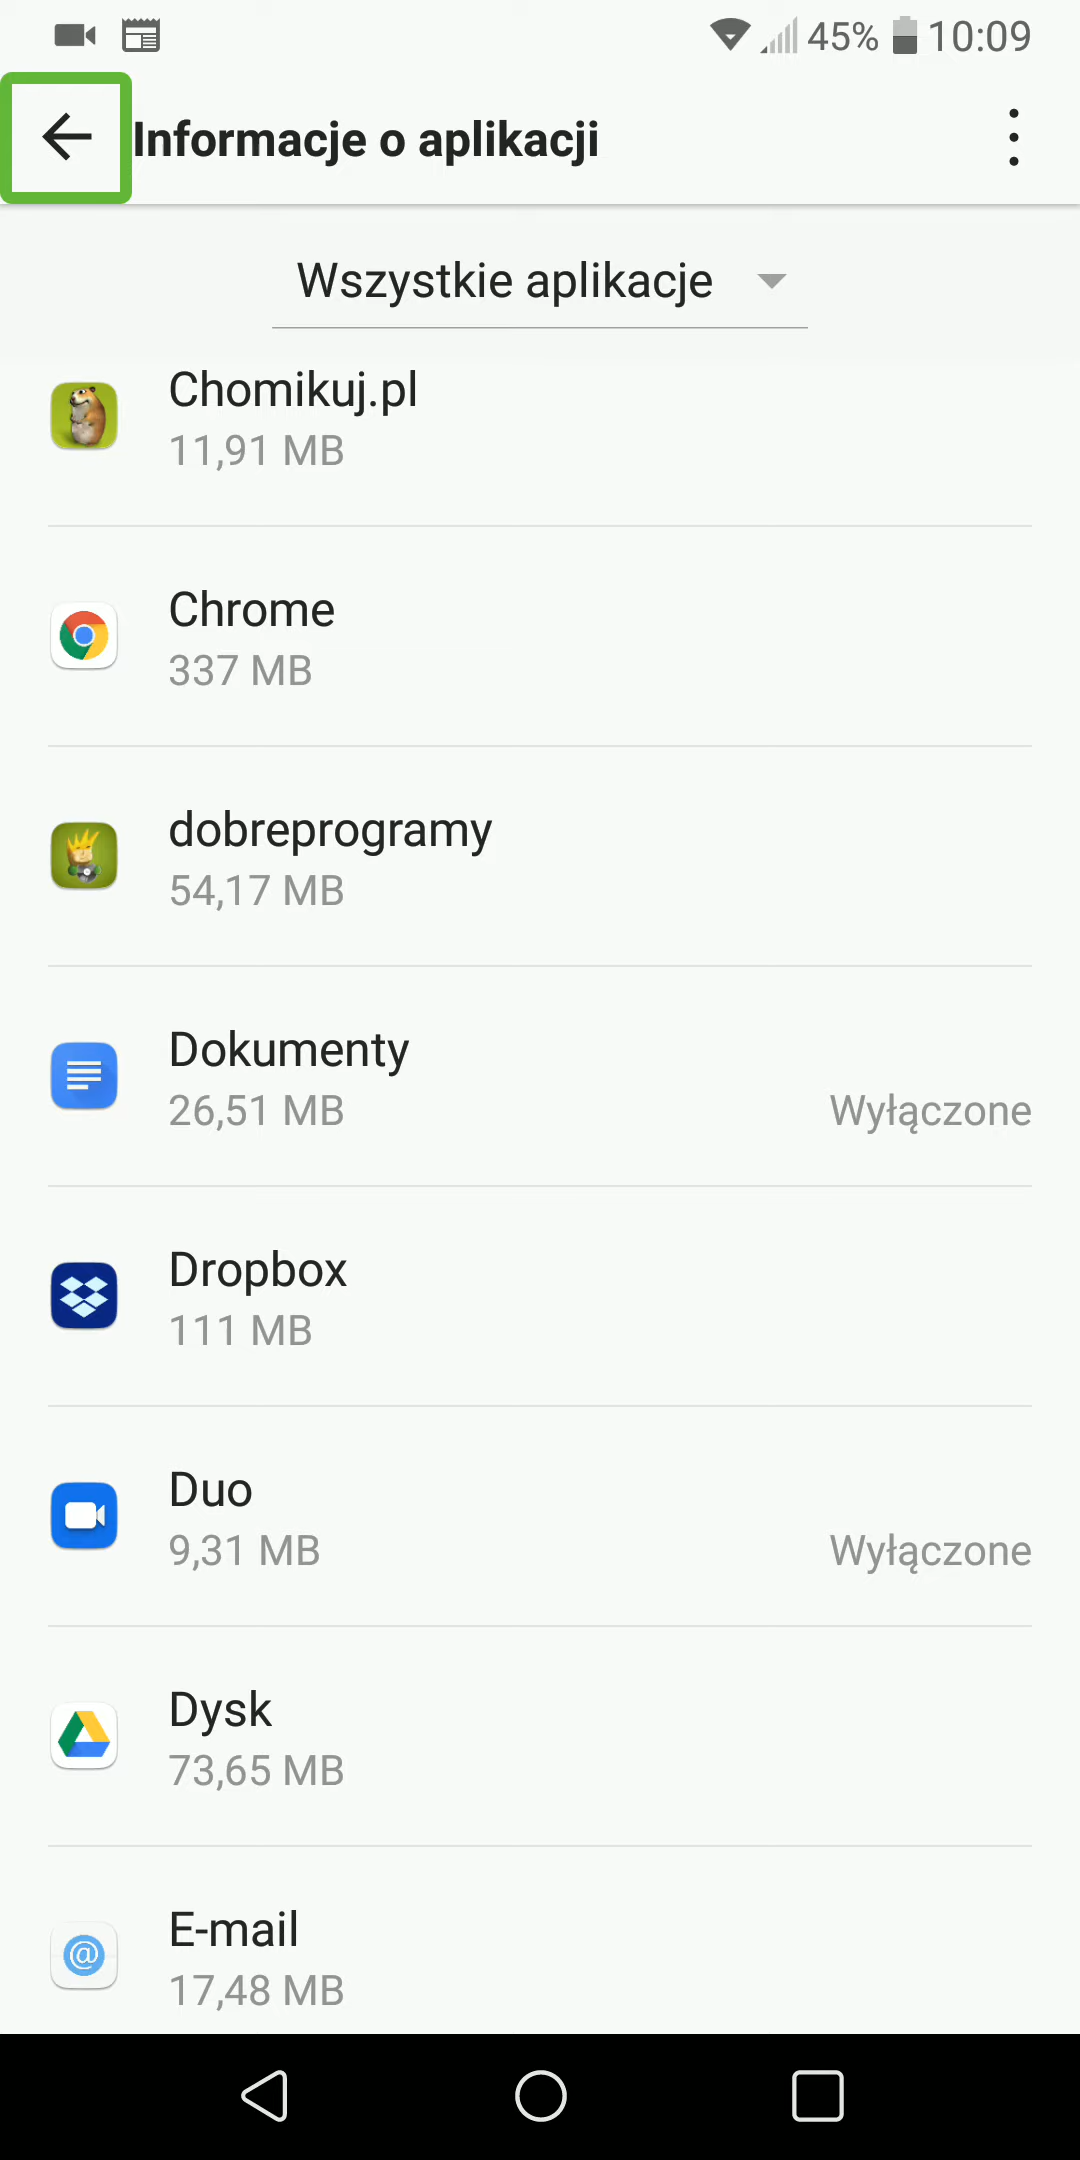 45% 10:09
Informacje o aplikacji
Wszystkie aplikacje
Chomikuj.pl
11,91 MB
Chrome
337 MB
dobreprogramy
54,17 MB
Dokumenty
26,51 MB Wyłączone
Dropbox
111 MB
Duo
9,31 MB Wyłączone
Dysk
73,65 MB
E-mail
@
17,48 MB